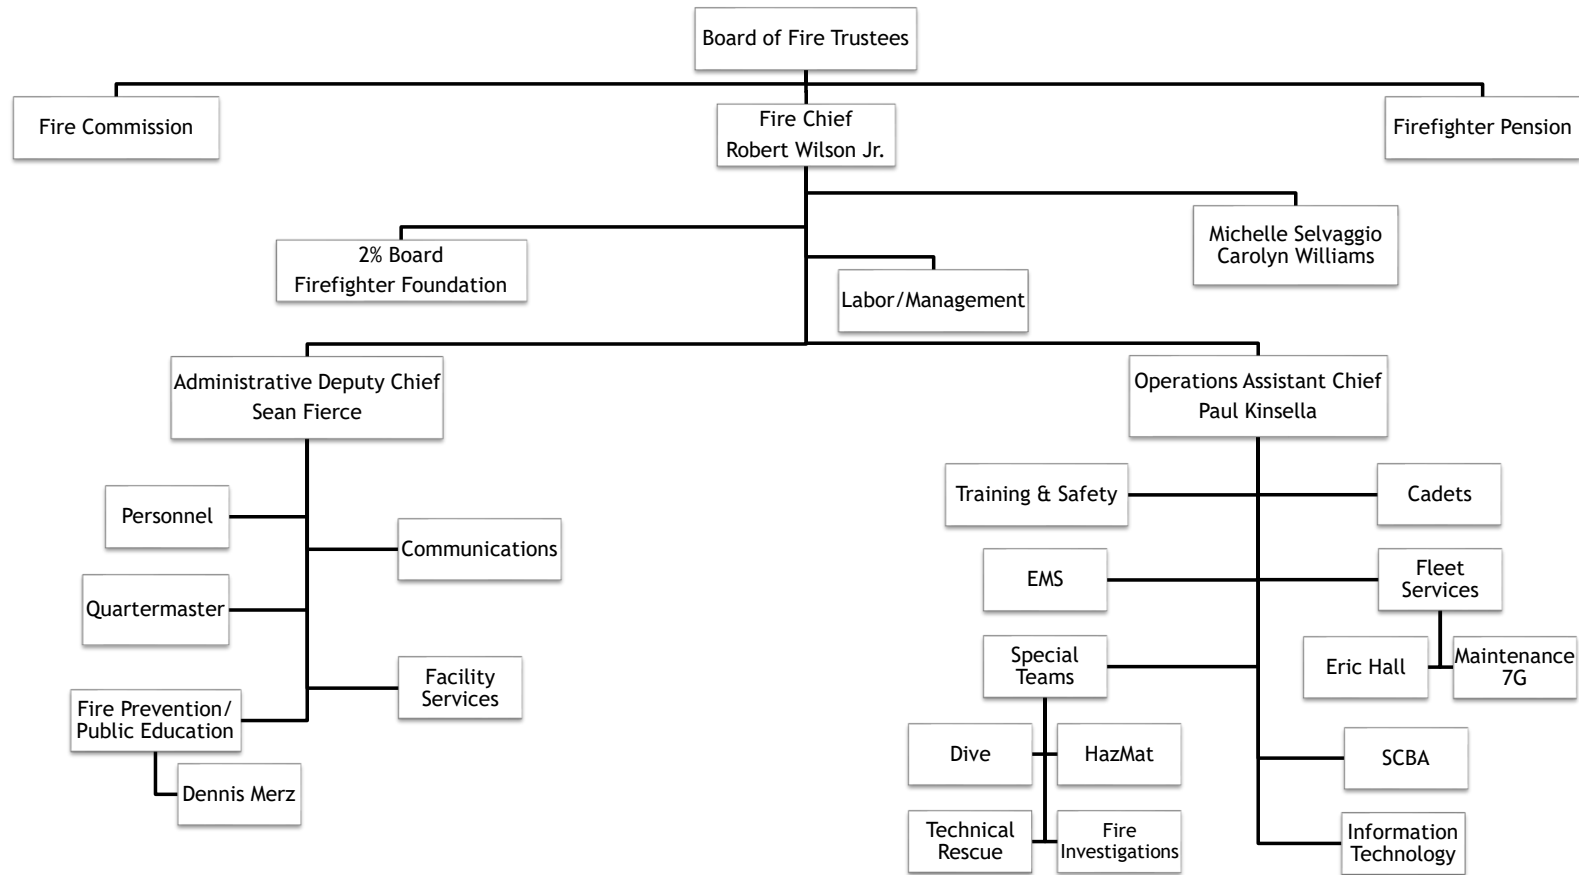 Board of Fire Trustees
Fire Commission
Fire Chief
Robert Wilson Jr.
Firefighter Pension
2% Board
Firefighter Foundation
Labor/Management
Michelle Selvaggio
Carolyn Williams
Administrative Deputy Chief
Sean Fierce
Operations Assistant Chief
Paul Kinsella
Personnel
Communications
Quartermaster
Facility
Services
Fire Prevention/
Public Education
Dennis Merz
Training & Safety
Cadets
EMS
Fleet
Services
Special
Teams
Eric Hall
Maintenance
7G
Dive
HazMat
SCBA
Technical
Rescue
Fire
Investigations
Information
Technology